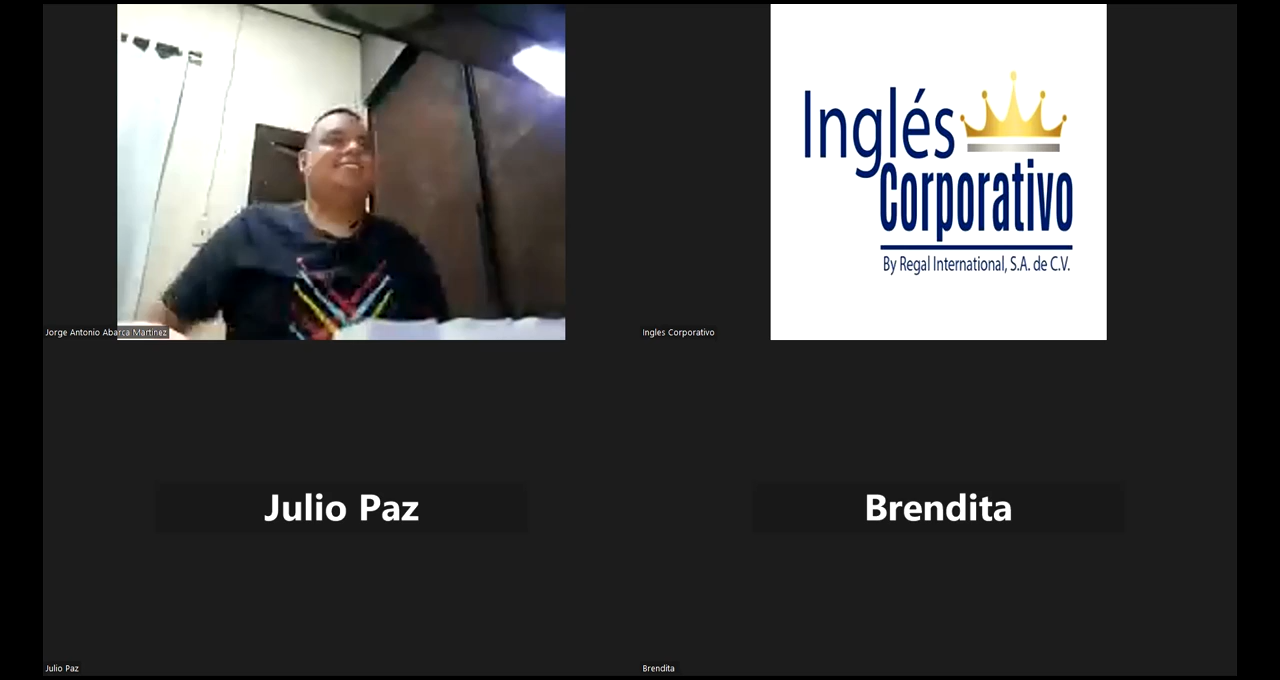 Inglés
Corporativo
By Regal International, S.A. de C.V.
Jorge Antonio Abarca Martinez
Ingles Corporativo
Julio Paz
Brendita
Julio Paz
Brendita